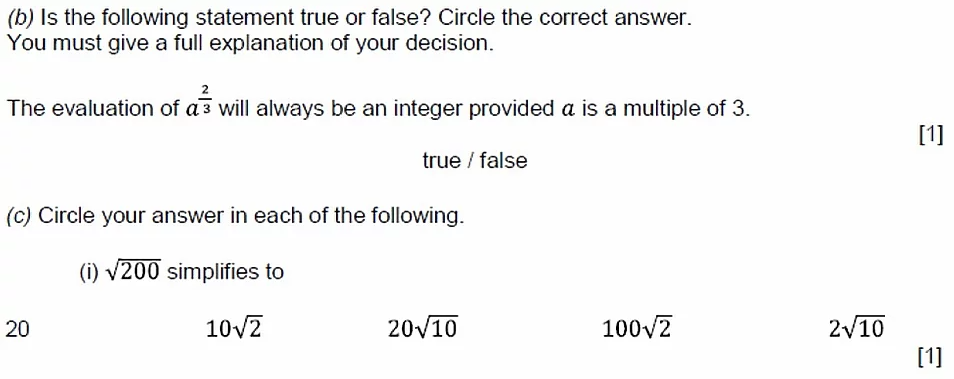 (b) Is the following statement true or false? Circle the correct answer.
You must give a full explanation of your decision.
The evaluation of $a^{\frac{2}{3}}$ will always be an integer provided $a$ is a multiple of 3.
[1]
true / false
(c) Circle your answer in each of the following.
(i) $\sqrt{200}$ simplifies to
20 $10\sqrt{2}$ $20\sqrt{10}$ $100\sqrt{2}$ $2\sqrt{10}$
[1]